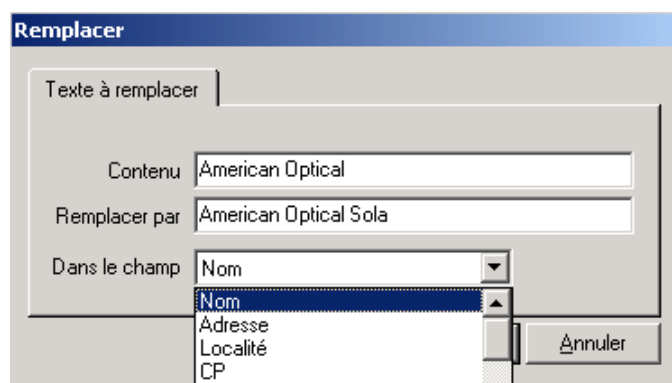 Remplacer
Texte à remplacer
Contenu American Optical
Remplacer par American Optical Sola
Dans le champ Nom
Nom
Adresse
Localité
CP
Annuler